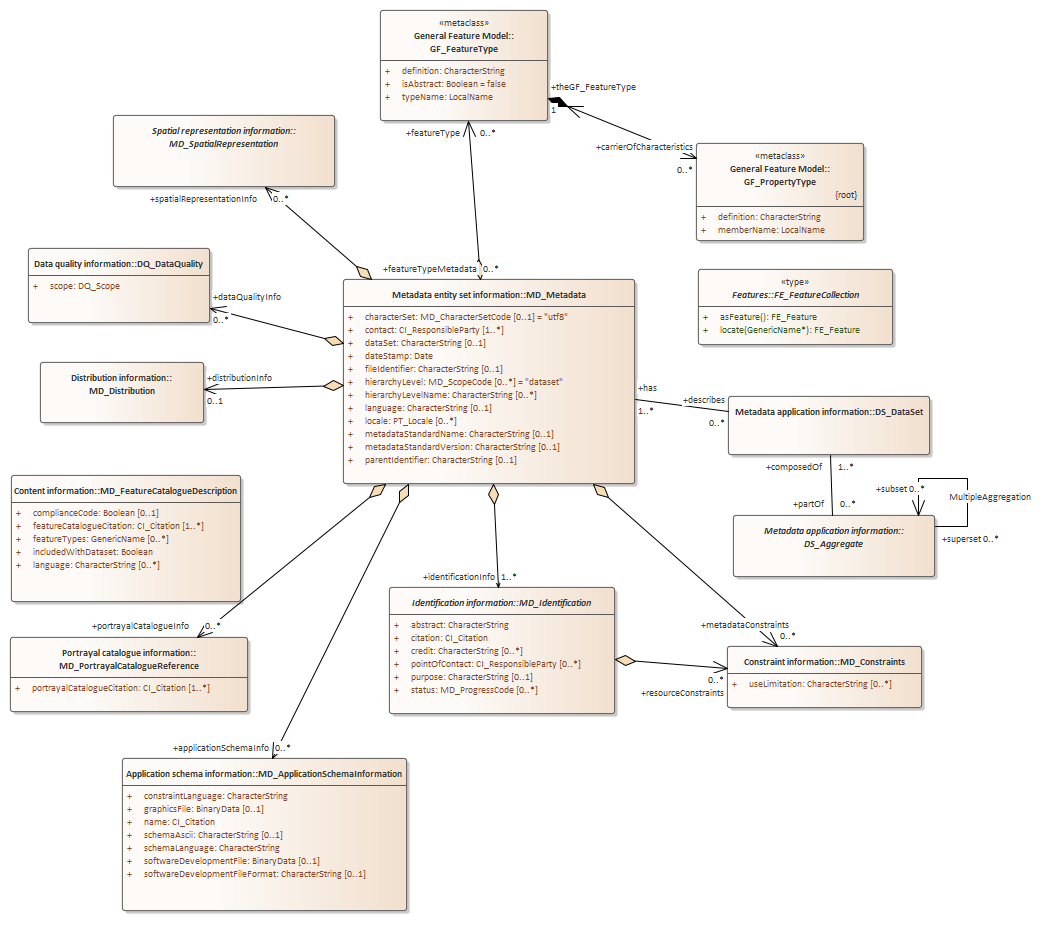 «metaclass»
General Feature Model::
GF_FeatureType
+ definition: CharacterString
+ isAbstract: Boolean = false
+ typeName: LocalName
+theGF_FeatureType
1
+carrierOfCharacteristics
0..*
«metaclass»
General Feature Model::
GF_PropertyType
{root}
+ definition: CharacterString
+ memberName: LocalName
+featureType 0..*
Spatial representation information::
MD_SpatialRepresentation
+spatialRepresentationInfo 0..*
+featureTypeMetadata 0..*
Data quality information::DQ_DataQuality
+ scope: DQ_Scope
+dataQualityInfo
0..*
«type»
Features::FE_FeatureCollection
+ asFeature(): FE_Feature
+ locate(GenericName*): FE_Feature
Metadata entity set information::MD_Metadata
+ characterSet: MD_CharacterSetCode [0..1] = "utf8"
+ contact: CI_ResponsibleParty [1..*]
+ dataSet: CharacterString [0..1]
+ dateStamp: Date
+ fileIdentifier: CharacterString [0..1]
+ hierarchyLevel: MD_ScopeCode [0..*] = "dataset"
+ hierarchyLevelName: CharacterString [0..*]
+ language: CharacterString [0..1]
+ locale: PT_Locale [0..*]
+ metadataStandardName: CharacterString [0..1]
+ metadataStandardVersion: CharacterString [0..1]
+ parentIdentifier: CharacterString [0..1]
Distribution information::
MD_Distribution
+distributionInfo
0..1
+has
1..*
+describes
0..*
Metadata application information::DS_DataSet
+composedOf 1..*
+partOf 0..*
Metadata application information::
DS_Aggregate
+subset 0..*
MultipleAggregation
+superset 0..*
Content information::MD_FeatureCatalogueDescription
+ complianceCode: Boolean [0..1]
+ featureCatalogueCitation: CI_Citation [1..*]
+ featureTypes: GenericName [0..*]
+ includedWithDataset: Boolean
+ language: CharacterString [0..*]
+portrayalCatalogueInfo 0..*
Portrayal catalogue information::
MD_PortrayalCatalogueReference
+ portrayalCatalogueCitation: CI_Citation [1..*]
+identificationInfo 1..*
Identification information::MD_Identification
+ abstract: CharacterString
+ citation: CI_Citation
+ credit: CharacterString [0..*]
+ pointOfContact: CI_ResponsibleParty [0..*]
+ purpose: CharacterString [0..1]
+ status: MD_ProgressCode [0..*]
+metadataConstraints
0..*
0..*
+resourceConstraints
Constraint information::MD_Constraints
+ useLimitation: CharacterString [0..*]
+applicationSchemaInfo 0..*
Application schema information::MD_ApplicationSchemaInformation
+ constraintLanguage: CharacterString
+ graphicsFile: BinaryData [0..1]
+ name: CI_Citation
+ schemaAscii: CharacterString [0..1]
+ schemaLanguage: CharacterString
+ softwareDevelopmentFile: BinaryData [0..1]
+ softwareDevelopmentFileFormat: CharacterString [0..1]